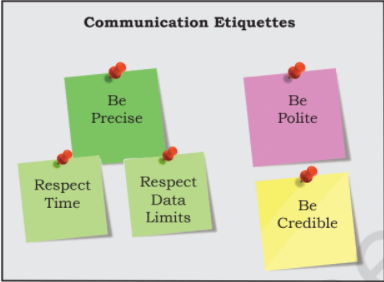 Communication Etiquettes
Be
Precise
Respect
Time
Respect
Data
Limits
Be
Polite
Be
Credible